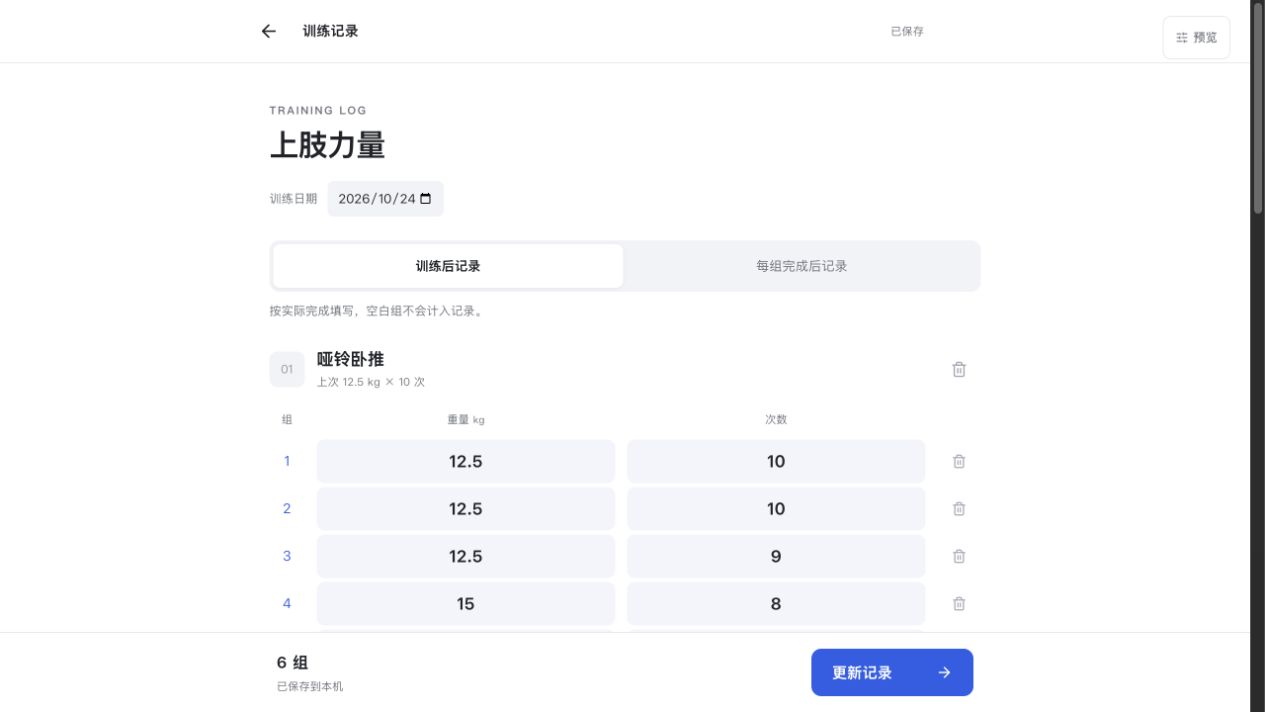 训练记录
已保存
预览
TRAINING LOG
上肢力量
训练日期 2026/10/24
训练后记录 每组完成后记录
按实际完成填写，空白组不会计入记录。
01 哑铃卧推
上次 12.5 kg × 10 次
组 重量 kg 次数
1 12.5 10
2 12.5 10
3 12.5 9
4 15 8
6 组
已保存到本机
更新记录